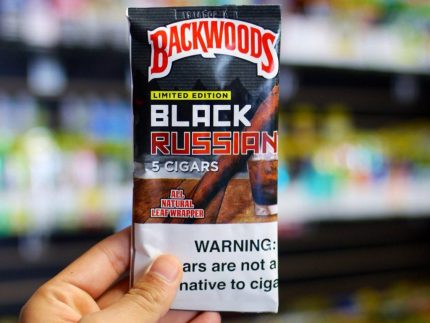 BACKWOODS
LIMITED EDITION
BLACK
RUSSIAN
5 CIGARS
ALL
NATURAL
LEAF WRAPPER
WARNING:
ars are not a
native to ciga